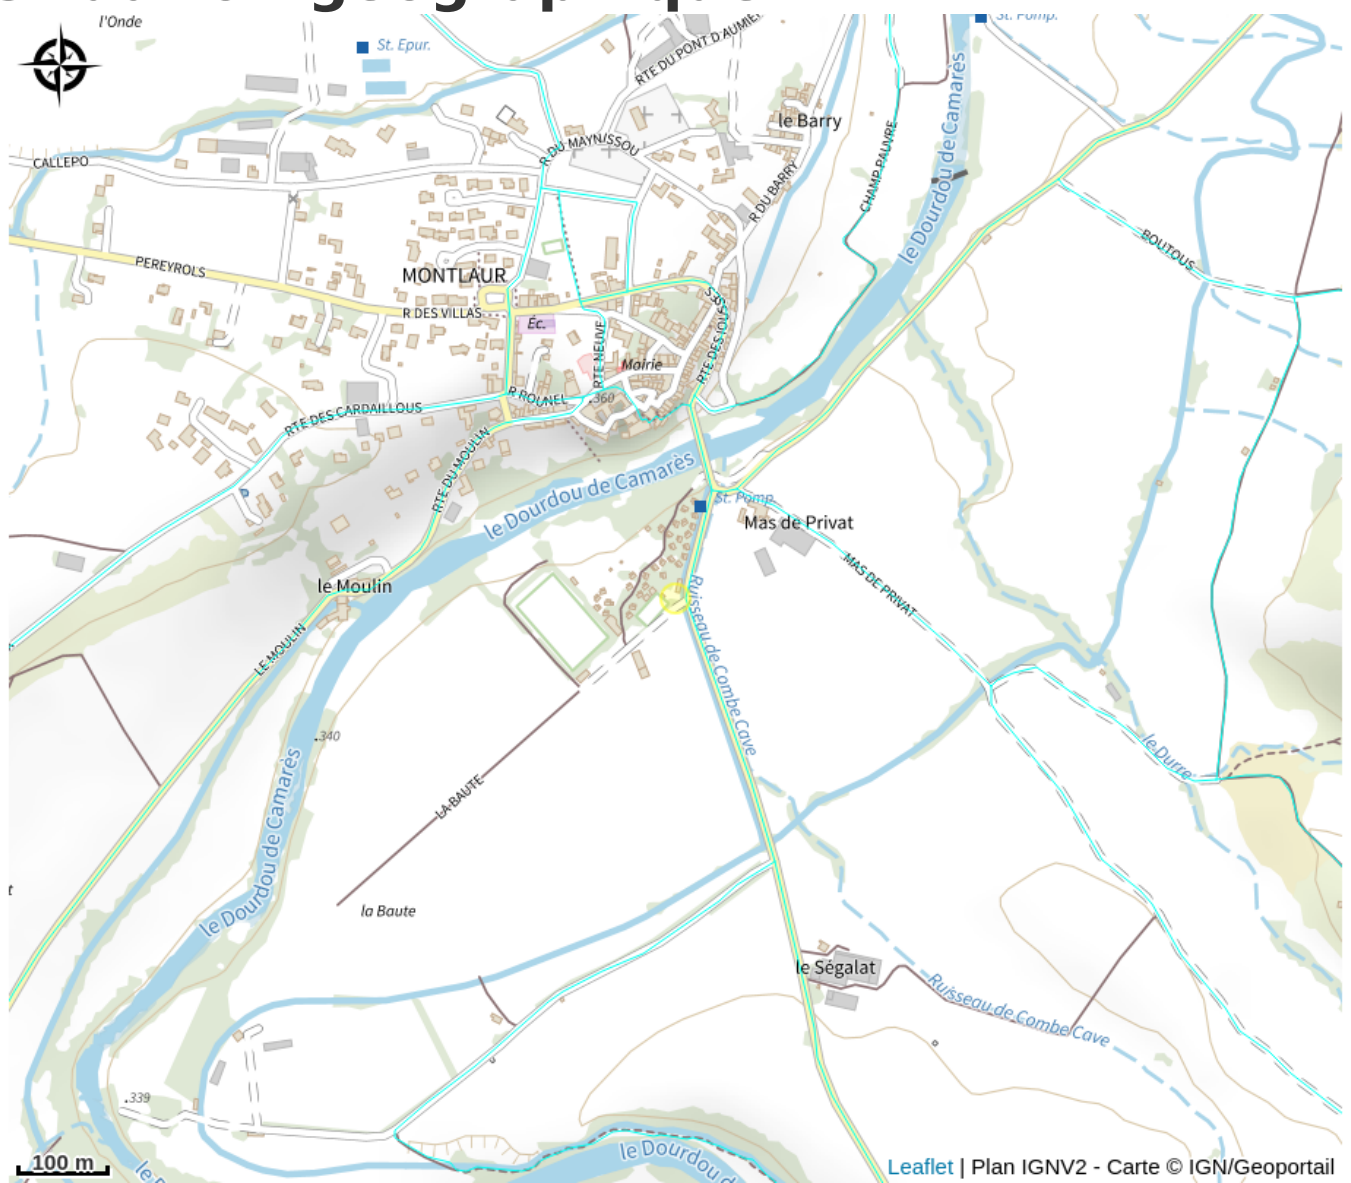 l'Onde
St. Epur.
St. Pomp.
RTE DU PONT D'AUMIE
le Barry
CALLEPO
R DU MAYNISSOU
CHAMP PAUVRE
le Dourdou de Camarès
R DU BARRY
BOUTOUS
PEREYROLS
MONTLAUR
R DES VILLAS
Éc.
RTE NEUVE
Mairie
RTE DES
R ROUNEL
.360
RTE DES CARDAILLOUS
RTE DU MOULIN
le Dourdou de Camarès
St. Pomp.
Mas de Privat
MAS DE PRIVAT
le Moulin
LE MOULIN
Ruisseau de Combe Cave
.340
le Durre
LA BAUTE
le Dourdou de Camarès
la Baute
le Ségalat
Ruisseau de Combe Cave
.339
le Dourdou d
le D
100 m
Leaflet | Plan IGNV2 - Carte © IGN/Geoportail